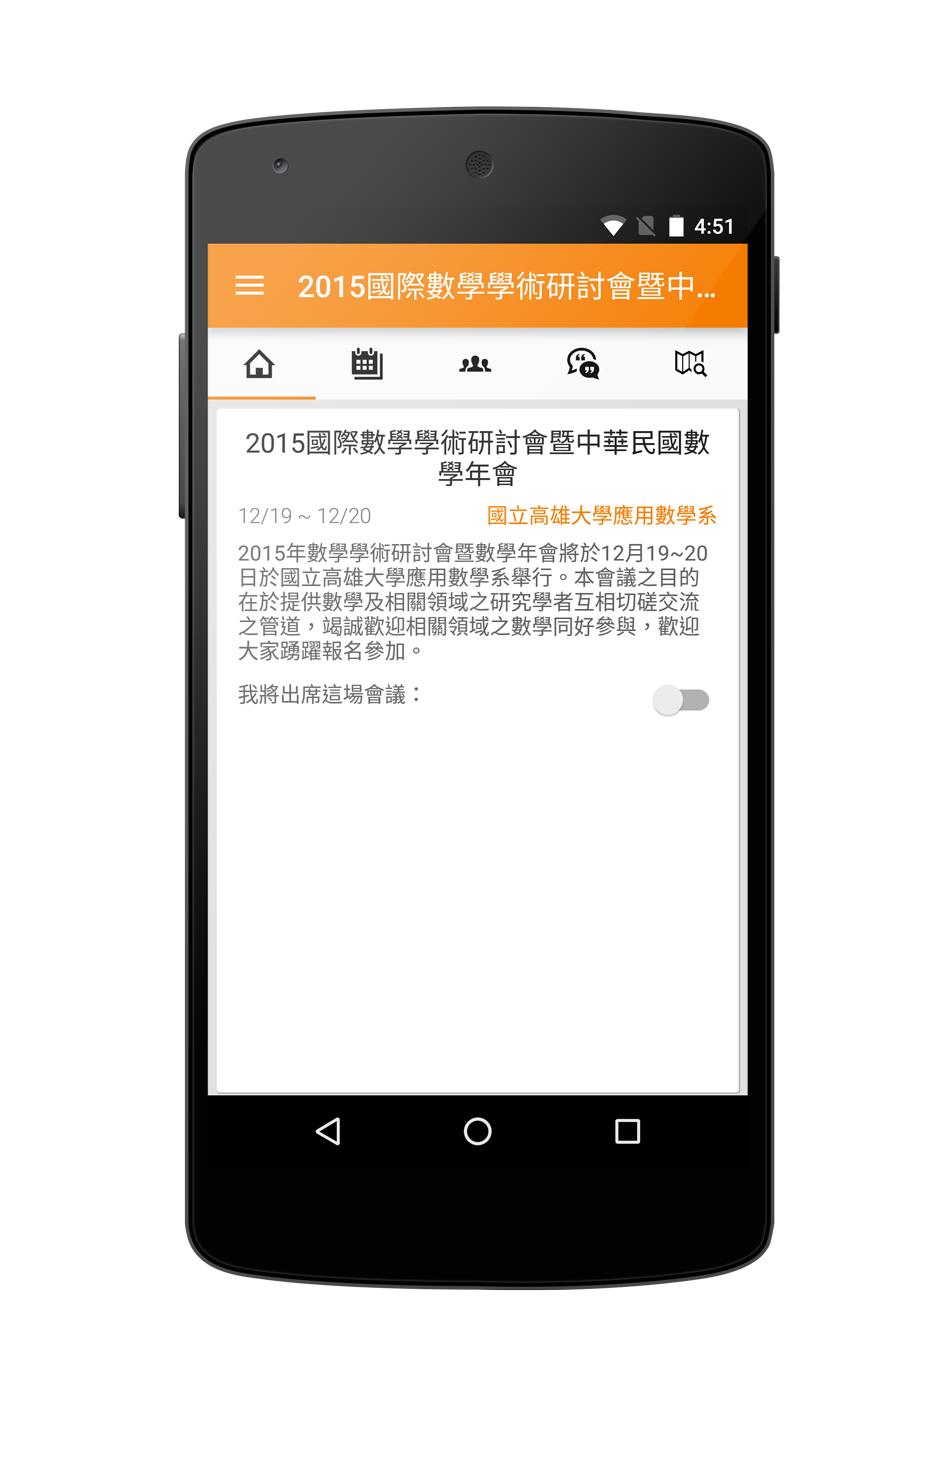 4:51
2015國際數學學術研討會暨中...
2015國際數學學術研討會暨中華民國數
學年會
12/19 ~ 12/20
國立高雄大學應用數學系
2015年數學學術研討會暨數學年會將於12月19~20
日於國立高雄大學應用數學系舉行。本會議之目的
在於提供數學及相關領域之研究學者互相切磋交流
之管道，竭誠歡迎相關領域之數學同好參與，歡迎
大家踴躍報名參加。
我將出席這場會議：